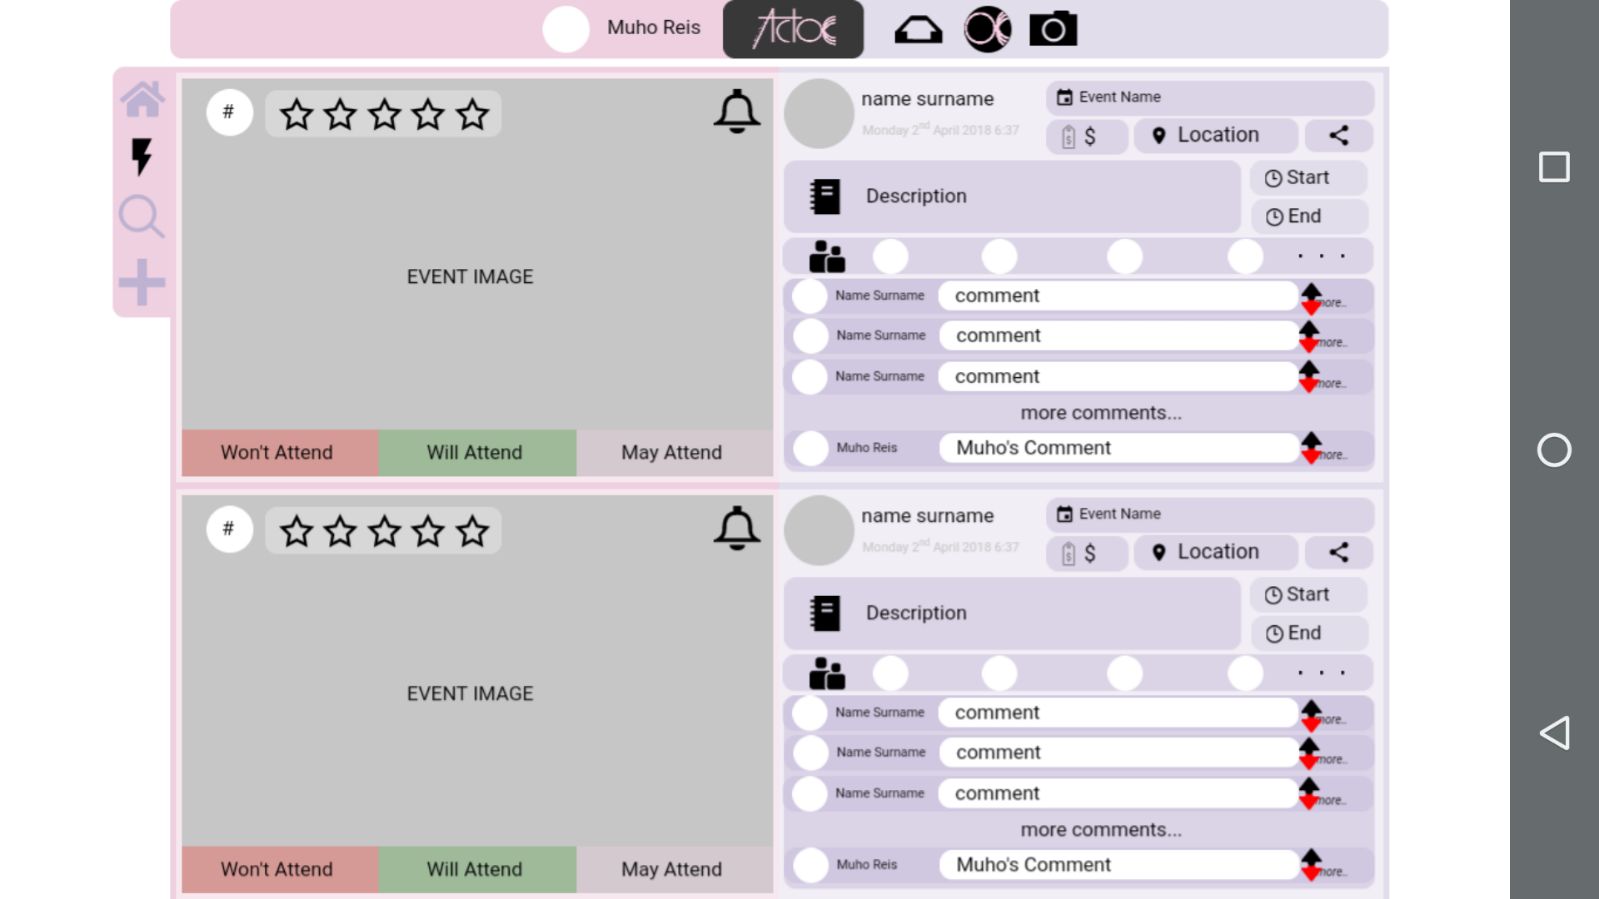 Muho Reis
Actoc
#
name surname
Event Name
Monday 2nd April 2018 6:37
$
Location
Description
Start
End
EVENT IMAGE
. . .
Name Surname
comment
more..
Name Surname
comment
more..
Name Surname
comment
more..
more comments...
Won't Attend
Will Attend
May Attend
Muho Reis
Muho's Comment
more..
#
name surname
Event Name
Monday 2nd April 2018 6:37
$
Location
Description
Start
End
EVENT IMAGE
. . .
Name Surname
comment
more..
Name Surname
comment
more..
Name Surname
comment
more..
more comments...
Won't Attend
Will Attend
May Attend
Muho Reis
Muho's Comment
more..